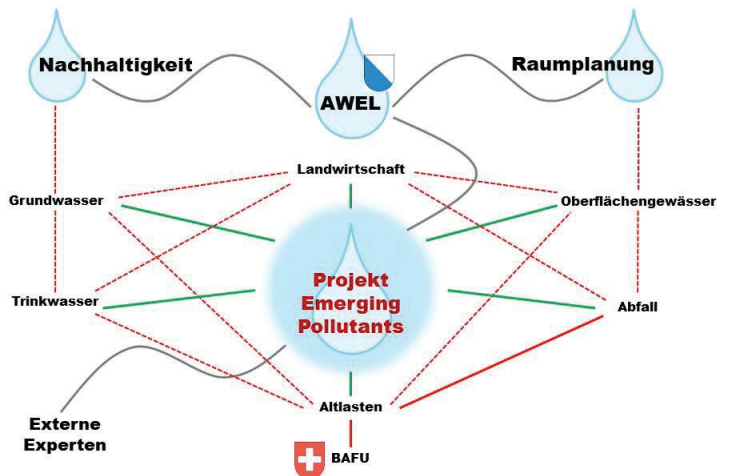 Nachhaltigkeit
Raumplanung
AWEL
Landwirtschaft
Grundwasser
Oberflächengewässer
Projekt
Emerging
Pollutants
Trinkwasser
Abfall
Altlasten
Externe
Experten
BAFU